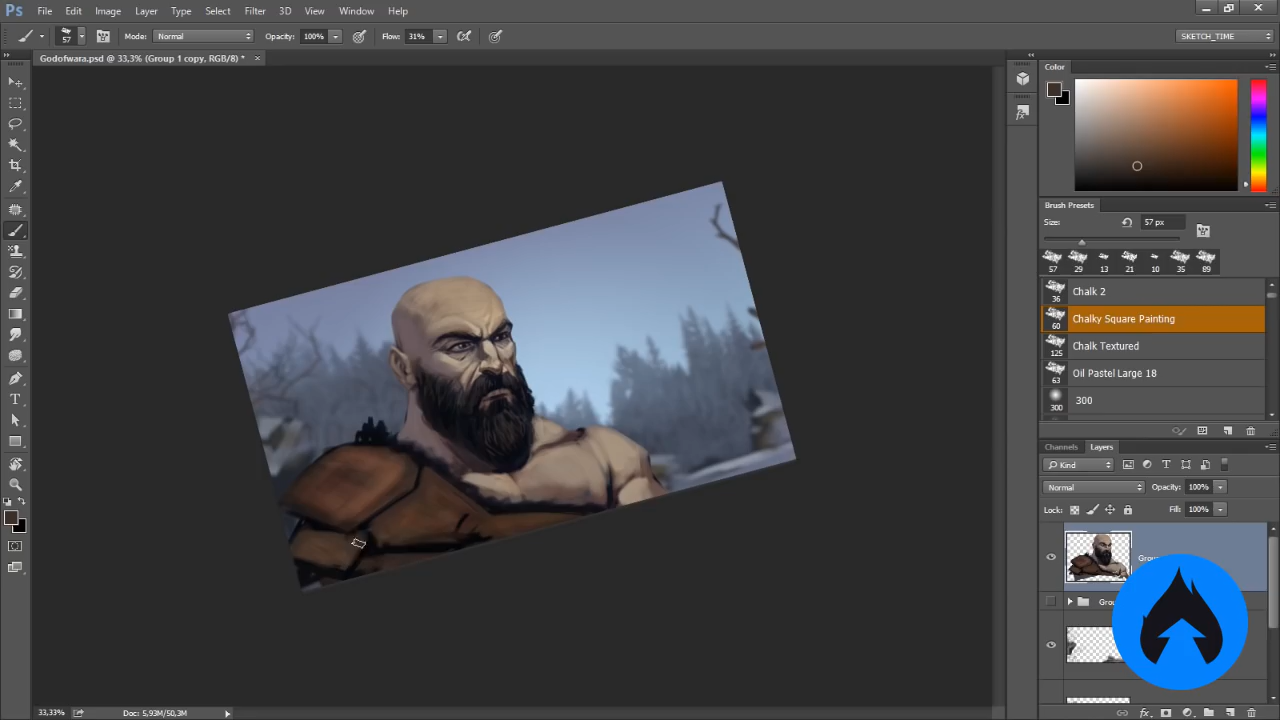 Ps File Edit Image Layer Type Select Filter 3D View Window Help
57 Mode: Normal Opacity: 100% Flow: 31% SKETCH_TIME
Godofwara.psd @ 33,3% (Group 1 copy, RGB/8) * ×
Color
Brush Presets
Size: 57 px
57 29 13 21 10 35 89
36 Chalk 2
60 Chalky Square Painting
125 Chalk Textured
63 Oil Pastel Large 18
300 300
Channels Layers
Kind
Normal Opacity: 100%
Lock: Fill: 100%
Grou
Grou
33,33% Doc: 5,93M/50,3M
fx